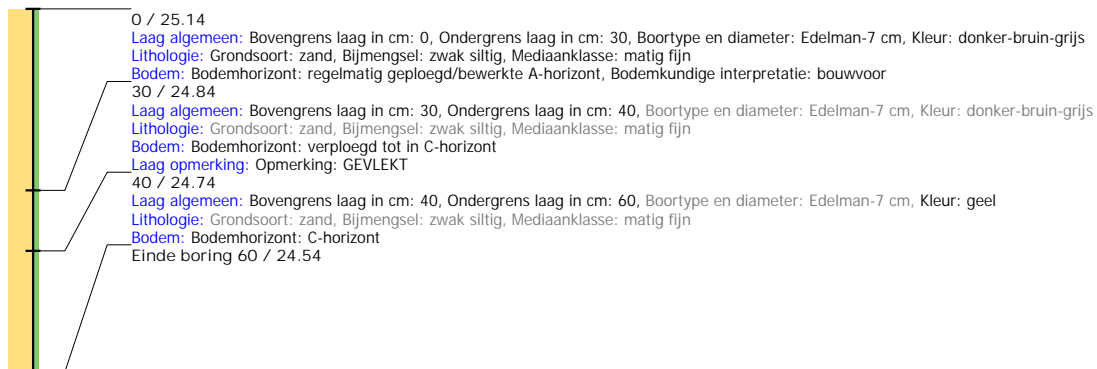 0 / 25.14
Laag algemeen: Bovengrens laag in cm: 0, Ondergrens laag in cm: 30, Boortype en diameter: Edelman-7 cm, Kleur: donker-bruin-grijs
Lithologie: Grondsoort: zand, Bijmengsel: zwak siltig, Mediaanklasse: matig fijn
Bodem: Bodemhorizont: regelmatig geploegd/bewerkte A-horizont, Bodemkundige interpretatie: bouwvoor
30 / 24.84
Laag algemeen: Bovengrens laag in cm: 30, Ondergrens laag in cm: 40, Boortype en diameter: Edelman-7 cm, Kleur: donker-bruin-grijs
Lithologie: Grondsoort: zand, Bijmengsel: zwak siltig, Mediaanklasse: matig fijn
Bodem: Bodemhorizont: verploegd tot in C-horizont
Laag opmerking: Opmerking: GEVLEKT
40 / 24.74
Laag algemeen: Bovengrens laag in cm: 40, Ondergrens laag in cm: 60, Boortype en diameter: Edelman-7 cm, Kleur: geel
Lithologie: Grondsoort: zand, Bijmengsel: zwak siltig, Mediaanklasse: matig fijn
Bodem: Bodemhorizont: C-horizont
Einde boring 60 / 24.54